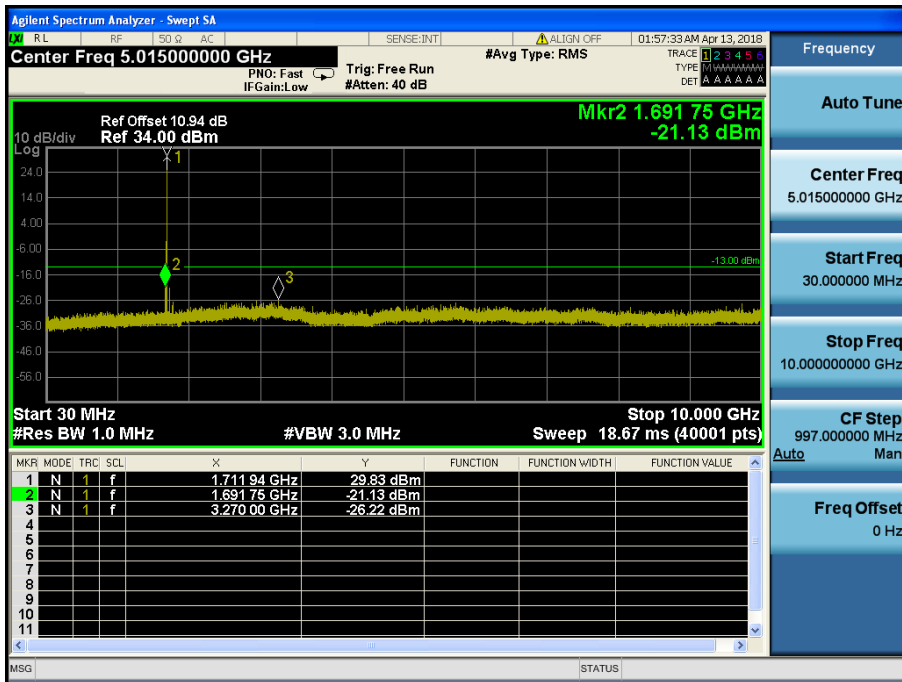 Agilent Spectrum Analyzer - Swept SA
LXI RL RF 50 Ω AC SENSE:INT ALIGN OFF 01:57:33 AM Apr 13, 2018
Center Freq 5.015000000 GHz
PNO: Fast
IFGain:Low
Trig: Free Run
#Atten: 40 dB
#Avg Type: RMS
TRACE 1 2 3 4 5 6
TYPE MWWWWW
DET A A A A A A
Frequency
Auto Tune
Center Freq
5.015000000 GHz
Start Freq
30.000000 MHz
Stop Freq
10.000000000 GHz
CF Step
997.000000 MHz
Auto Man
Freq Offset
0 Hz
Mkr2 1.691 75 GHz
-21.13 dBm
Ref Offset 10.94 dB
10 dB/div Ref 34.00 dBm
Log
1
24.0
14.0
4.00
-6.00
-13.00 dBm
2
-16.0
3
-26.0
-36.0
-46.0
-56.0
Start 30 MHz Stop 10.000 GHz
#Res BW 1.0 MHz #VBW 3.0 MHz Sweep 18.67 ms (40001 pts)
MKR MODE TRC SCL X Y FUNCTION FUNCTION WIDTH FUNCTION VALUE
1 N 1 f 1.711 94 GHz 29.83 dBm
2 N 1 f 1.691 75 GHz -21.13 dBm
3 N 1 f 3.270 00 GHz -26.22 dBm
4
5
6
7
8
9
10
11
MSG STATUS